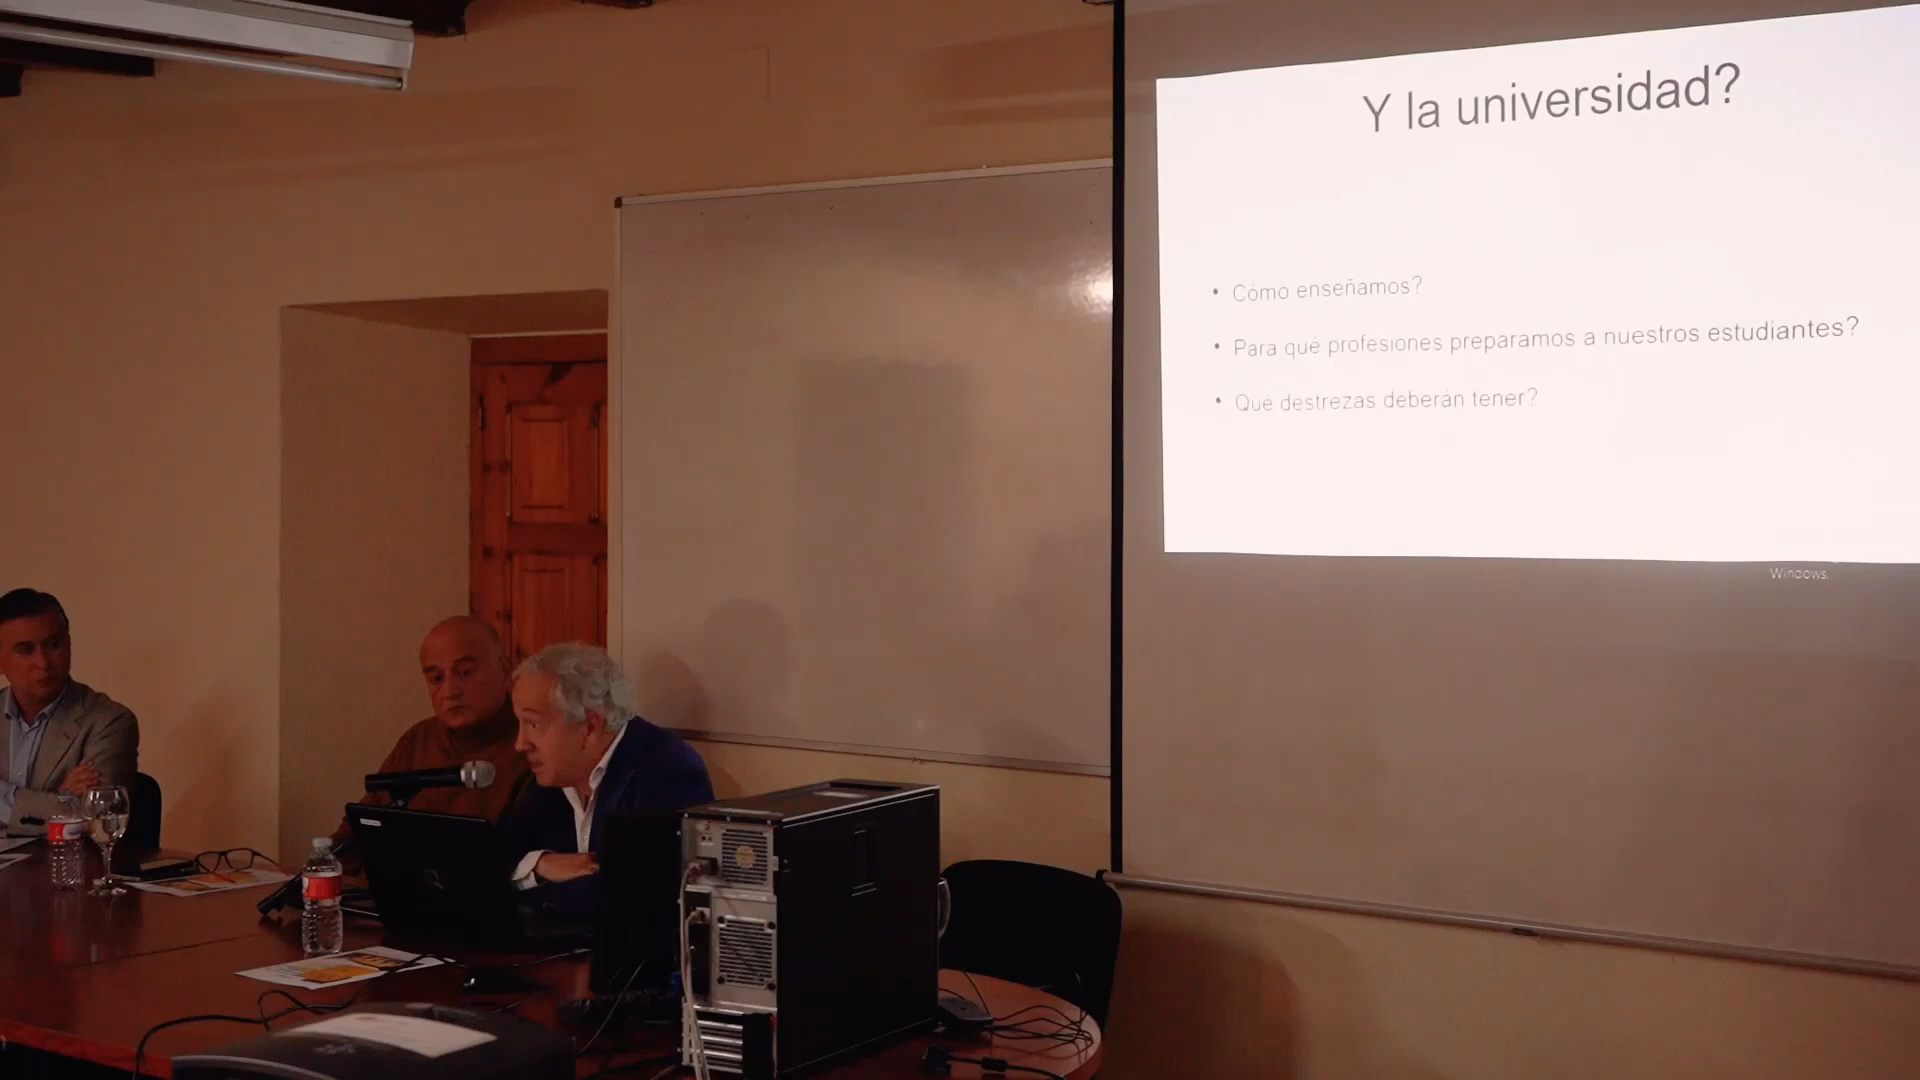 Y la universidad?
• Cómo enseñamos?
• Para qué profesiones preparamos a nuestros estudiantes?
• Qué destrezas deberán tener?
Windows.